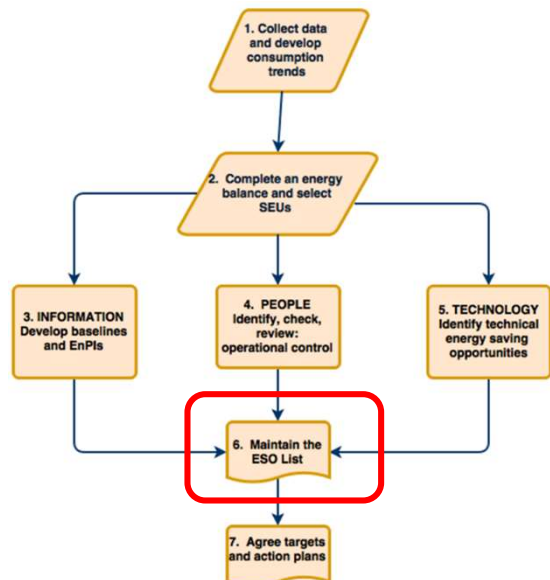 1. Collect data
and develop
consumption
trends
2. Complete an energy
balance and select
SEUs
3. INFORMATION
Develop baselines
and EnPIs
4. PEOPLE
Identify, check,
review:
operational control
5. TECHNOLOGY
Identify technical
energy saving
opportunities
6. Maintain the
ESO List
7. Agree targets
and action plans